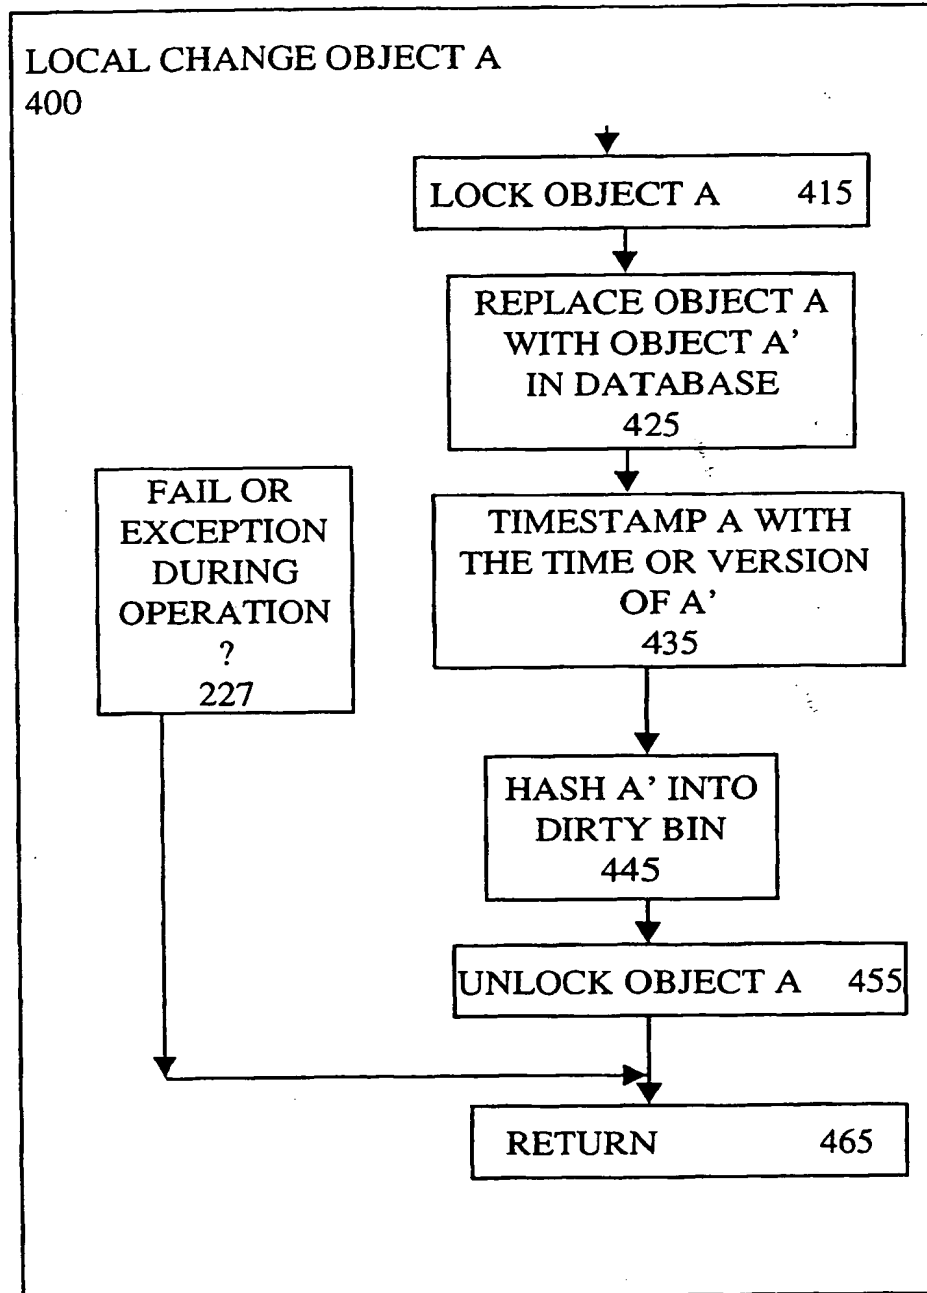 LOCAL CHANGE OBJECT A
400
LOCK OBJECT A 415
REPLACE OBJECT A
WITH OBJECT A'
IN DATABASE
425
FAIL OR
EXCEPTION
DURING
OPERATION
?
227
TIMESTAMP A WITH
THE TIME OR VERSION
OF A'
435
HASH A' INTO
DIRTY BIN
445
UNLOCK OBJECT A 455
RETURN 465